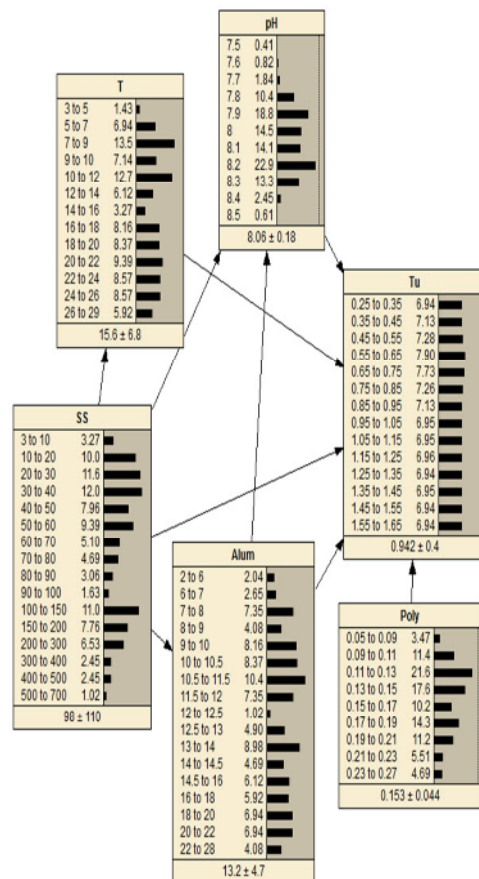 pH
7.5 0.41
7.6 0.82
7.7 1.84
7.8 10.4
7.9 18.8
8 14.5
8.1 14.1
8.2 22.9
8.3 13.3
8.4 2.45
8.5 0.61
8.06 ± 0.18
T
3 to 5 1.43
5 to 7 6.94
7 to 9 13.5
9 to 10 7.14
10 to 12 12.7
12 to 14 6.12
14 to 16 3.27
16 to 18 8.16
18 to 20 8.37
20 to 22 9.39
22 to 24 8.57
24 to 26 8.57
26 to 29 5.92
15.6 ± 6.8
Tu
0.25 to 0.35 6.94
0.35 to 0.45 7.13
0.45 to 0.55 7.28
0.55 to 0.65 7.90
0.65 to 0.75 7.73
0.75 to 0.85 7.26
0.85 to 0.95 7.13
0.95 to 1.05 6.95
1.05 to 1.15 6.95
1.15 to 1.25 6.96
1.25 to 1.35 6.94
1.35 to 1.45 6.95
1.45 to 1.55 6.94
1.55 to 1.65 6.94
0.942 ± 0.4
SS
3 to 10 3.27
10 to 20 10.0
20 to 30 11.6
30 to 40 12.0
40 to 50 7.96
50 to 60 9.39
60 to 70 5.10
70 to 80 4.69
80 to 90 3.06
90 to 100 1.63
100 to 150 11.0
150 to 200 7.76
200 to 300 6.53
300 to 400 2.45
400 to 500 2.45
500 to 700 1.02
98 ± 110
Alum
2 to 6 2.04
6 to 7 2.65
7 to 8 7.35
8 to 9 4.08
9 to 10 8.16
10 to 10.5 8.37
10.5 to 11.5 10.4
11.5 to 12 7.35
12 to 12.5 1.02
12.5 to 13 4.90
13 to 14 8.98
14 to 14.5 4.69
14.5 to 16 6.12
16 to 18 5.92
18 to 20 6.94
20 to 22 6.94
22 to 28 4.08
13.2 ± 4.7
Poly
0.05 to 0.09 3.47
0.09 to 0.11 11.4
0.11 to 0.13 21.6
0.13 to 0.15 17.6
0.15 to 0.17 10.2
0.17 to 0.19 14.3
0.19 to 0.21 11.2
0.21 to 0.23 5.51
0.23 to 0.27 4.69
0.153 ± 0.044